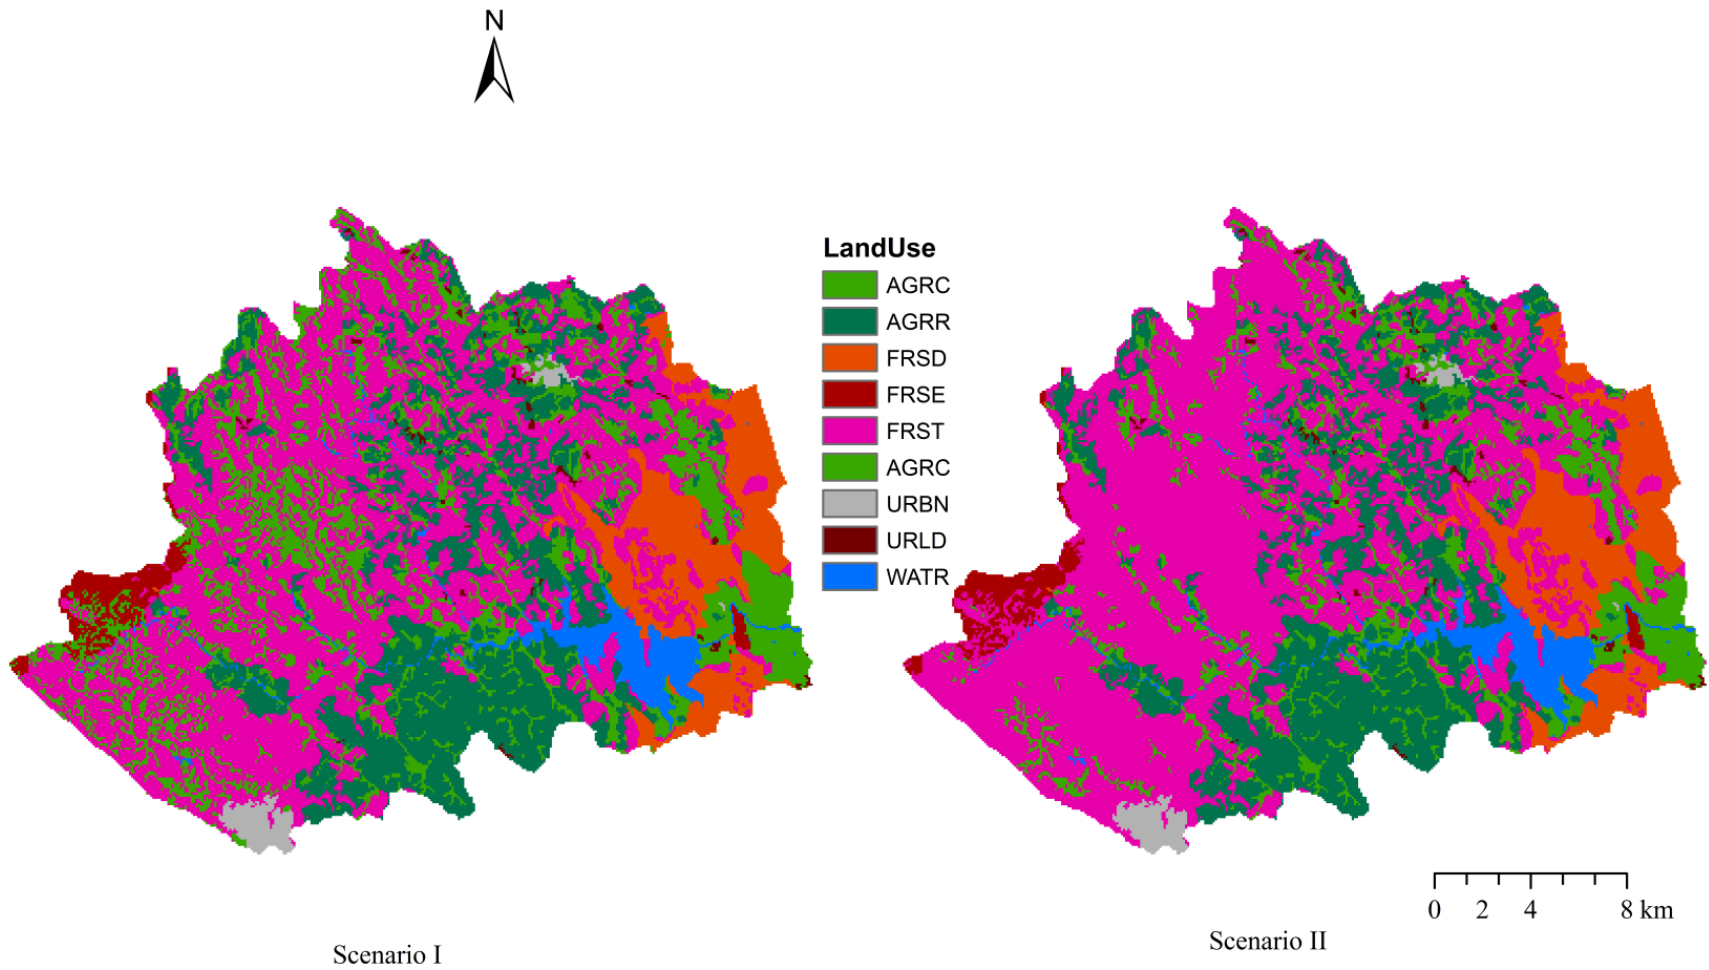 N
LandUse
AGRC
AGRR
FRSD
FRSE
FRST
AGRC
URBN
URLD
WATR
0 2 4 8 km
Scenario I
Scenario II